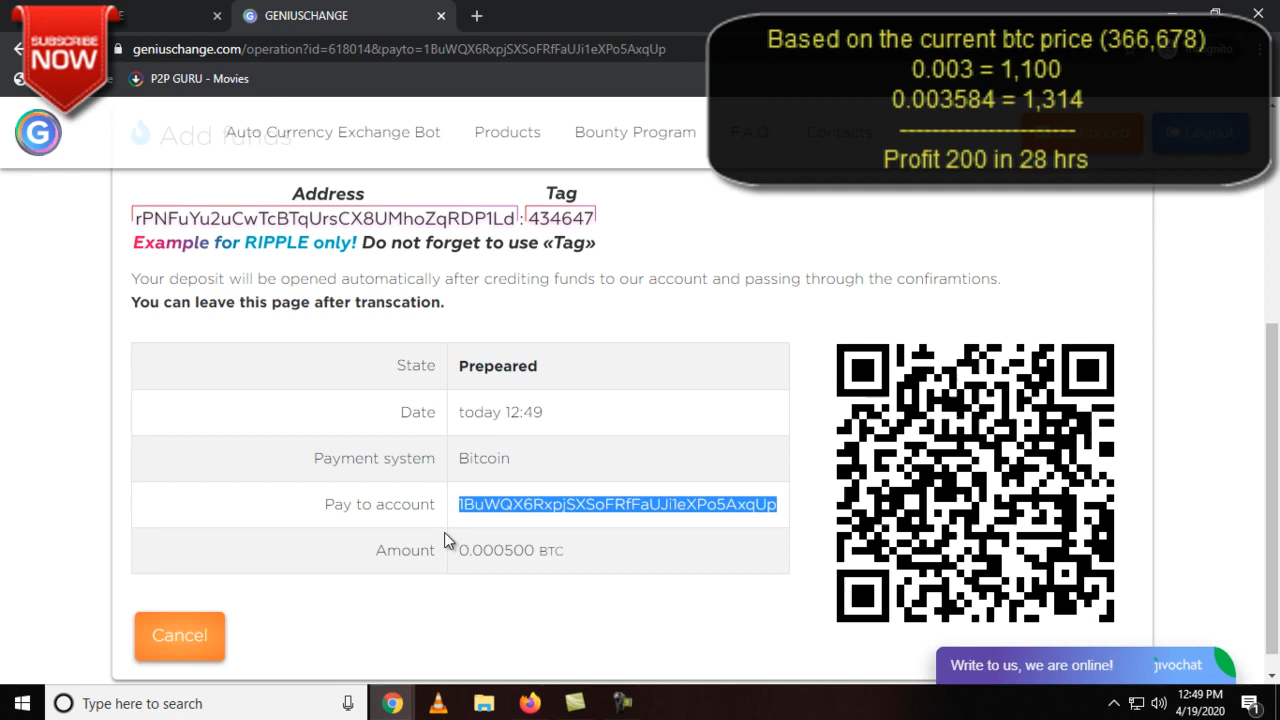 SUBSCRIBE
NOW
GENIUSCHANGE
geniuschange.com/operation?id=618014&payto=1BuWQX6RxpjSXSoFRfFaUJi1eXPo5AxqUp
P2P GURU - Movies
Based on the current btc price (366,678)
0.003 = 1,100
0.003584 = 1,314
-----------------------
Profit 200 in 28 hrs
G
Add funds
Auto Currency Exchange Bot
Products
Bounty Program
F.A.Q.
Contacts
Logout
Address
Tag
rPNFuYu2uCwTcBTqUrsCX8UMhoZqRDP1Ld : 434647
Example for RIPPLE only! Do not forget to use «Tag»
Your deposit will be opened automatically after crediting funds to our account and passing through the confiramtions.
You can leave this page after transcation.
State
Prepeared
Date
today 12:49
Payment system
Bitcoin
Pay to account
1BuWQX6RxpjSXSoFRfFaUJi1eXPo5AxqUp
Amount
0.000500 BTC
Cancel
Write to us, we are online!
jivochat
Type here to search
12:49 PM
4/19/2020